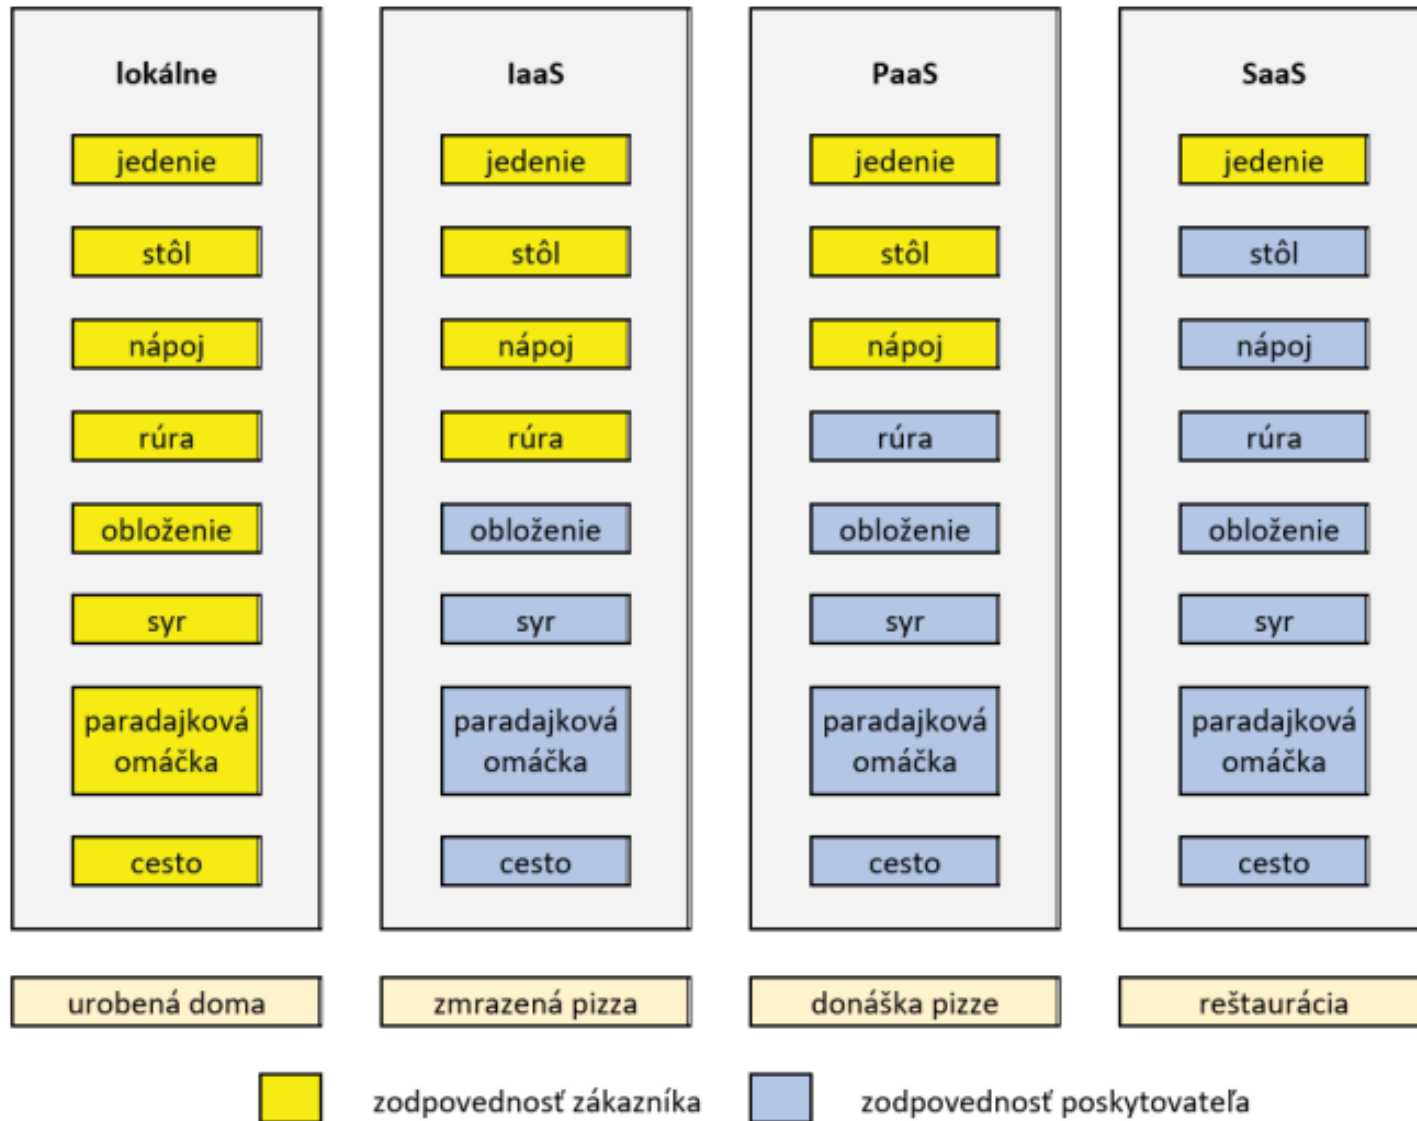 lokálne
jedenie
stôl
nápoj
rúra
obloženie
syr
paradajková
omáčka
cesto
urobená doma
IaaS
jedenie
stôl
nápoj
rúra
obloženie
syr
paradajková
omáčka
cesto
zmrazená pizza
PaaS
jedenie
stôl
nápoj
rúra
obloženie
syr
paradajková
omáčka
cesto
donáška pizze
SaaS
jedenie
stôl
nápoj
rúra
obloženie
syr
paradajková
omáčka
cesto
reštaurácia
zodpovednosť zákazníka
zodpovednosť poskytovateľa